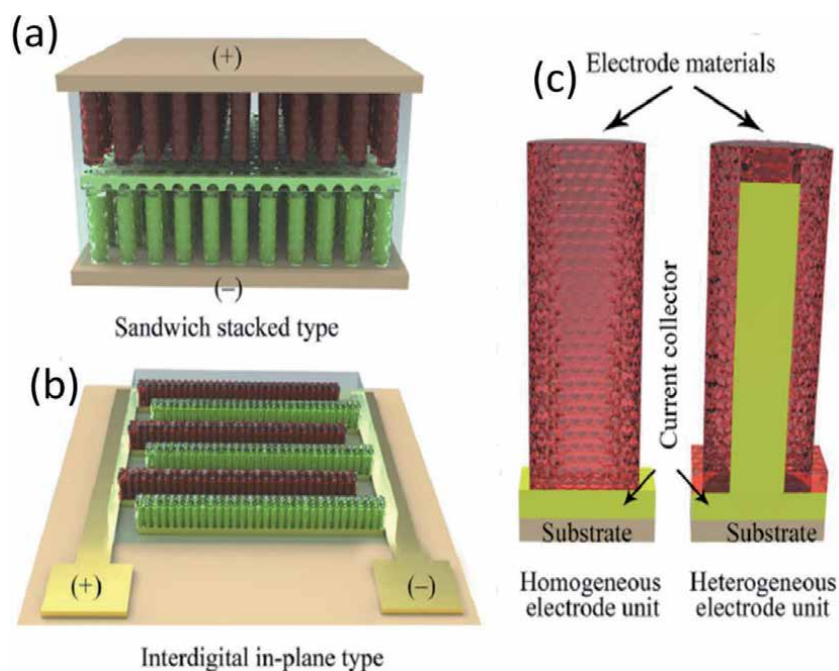 (a)
(+)
(−)
Sandwich stacked type
(b)
(+)
(−)
Interdigital in-plane type
(c)
Electrode materials
Current collector
Substrate
Substrate
Homogeneous
electrode unit
Heterogeneous
electrode unit